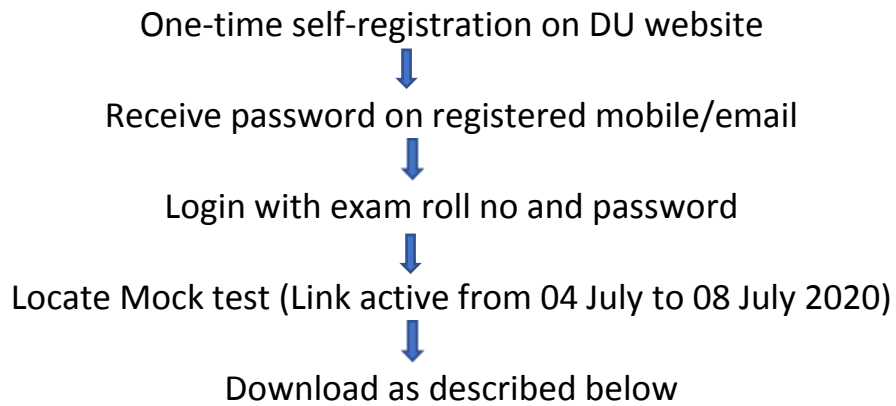 One-time self-registration on DU website
Receive password on registered mobile/email
Login with exam roll no and password
Locate Mock test (Link active from 04 July to 08 July 2020)
Download as described below